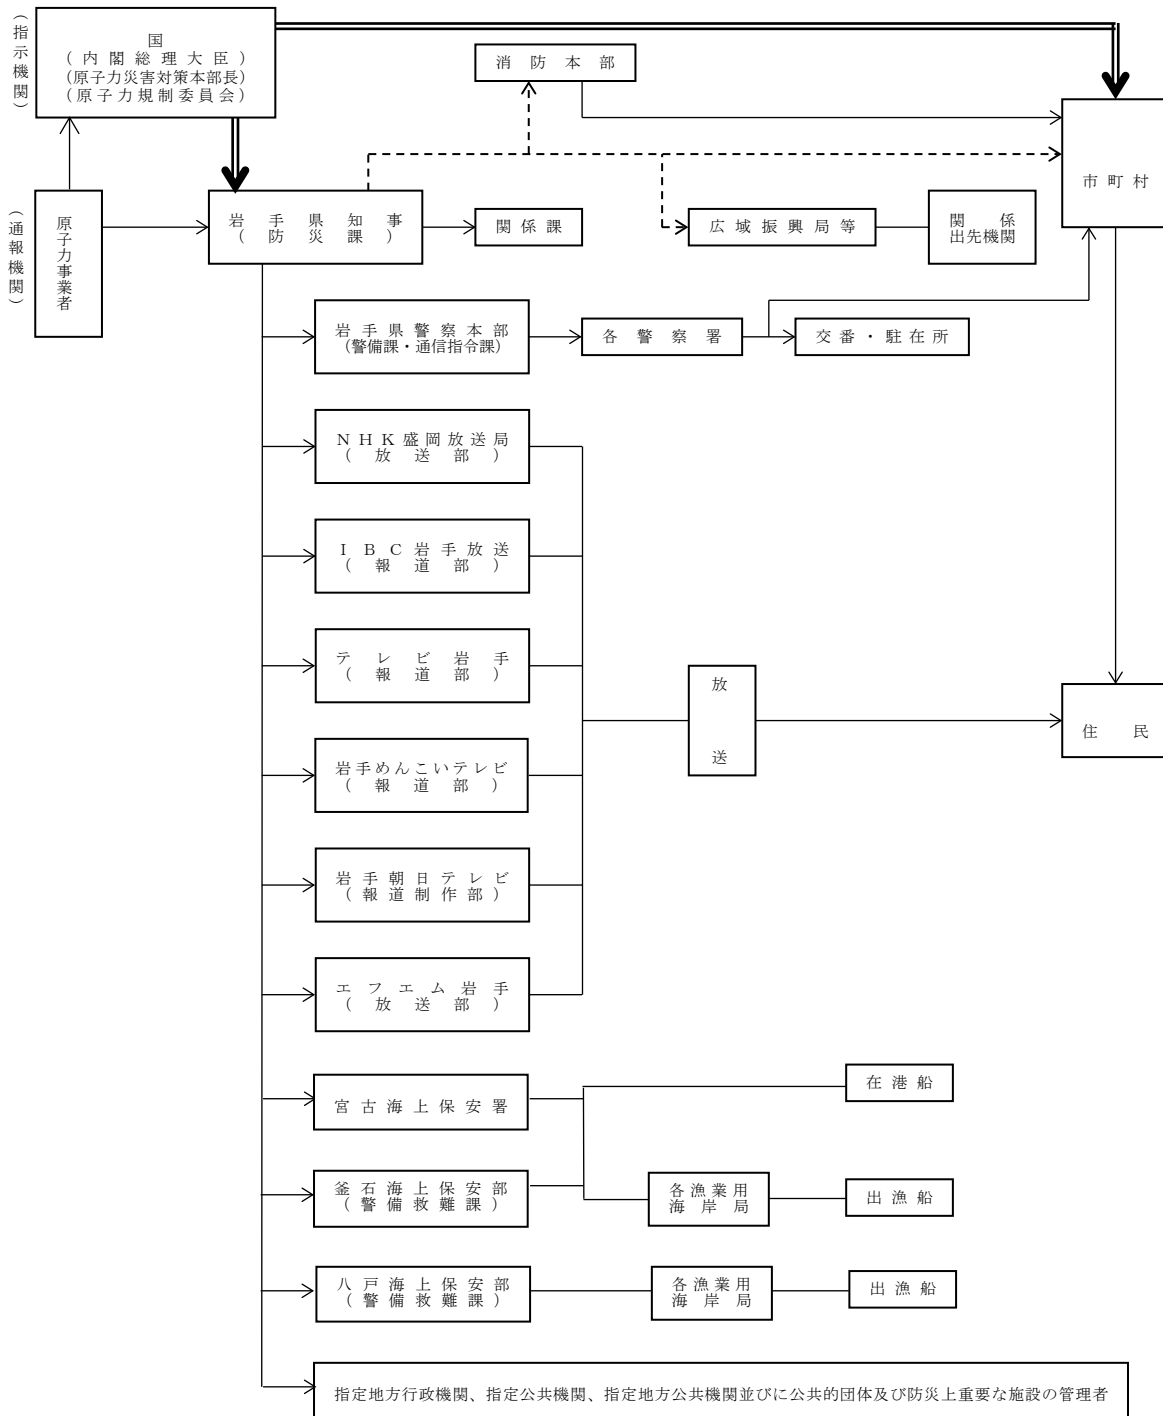 （指示機関）
国
（内閣総理大臣）
（原子力災害対策本部長）
（原子力規制委員会）
消防本部
市町村
（通報機関）
原子力事業者
岩手県知事
（防災課）
関係課
広域振興局等
関係
出先機関
岩手県警察本部
（警備課・通信指令課）
各警察署
交番・駐在所
ＮＨＫ盛岡放送局
（放送部）
ＩＢＣ岩手放送
（報道部）
テレビ岩手
（報道部）
放送
住民
岩手めんこいテレビ
（報道部）
岩手朝日テレビ
（報道制作部）
エフエム岩手
（放送部）
在港船
宮古海上保安署
釜石海上保安部
（警備救難課）
各漁業用
海岸局
出漁船
八戸海上保安部
（警備救難課）
各漁業用
海岸局
出漁船
指定地方行政機関、指定公共機関、指定地方公共機関並びに公共的団体及び防災上重要な施設の管理者